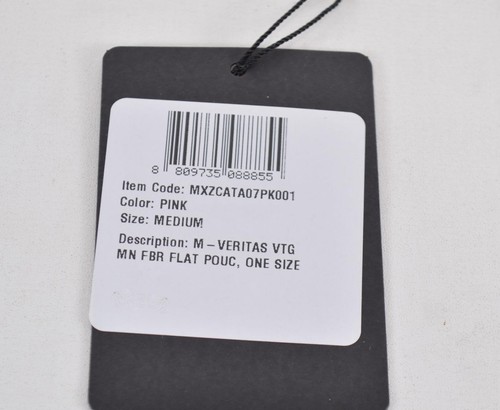 8 809735 088855
Item Code: MXZCATA07PK001
Color: PINK
Size: MEDIUM
Description: M - VERITAS VTG
MN FBR FLAT POUC, ONE SIZE